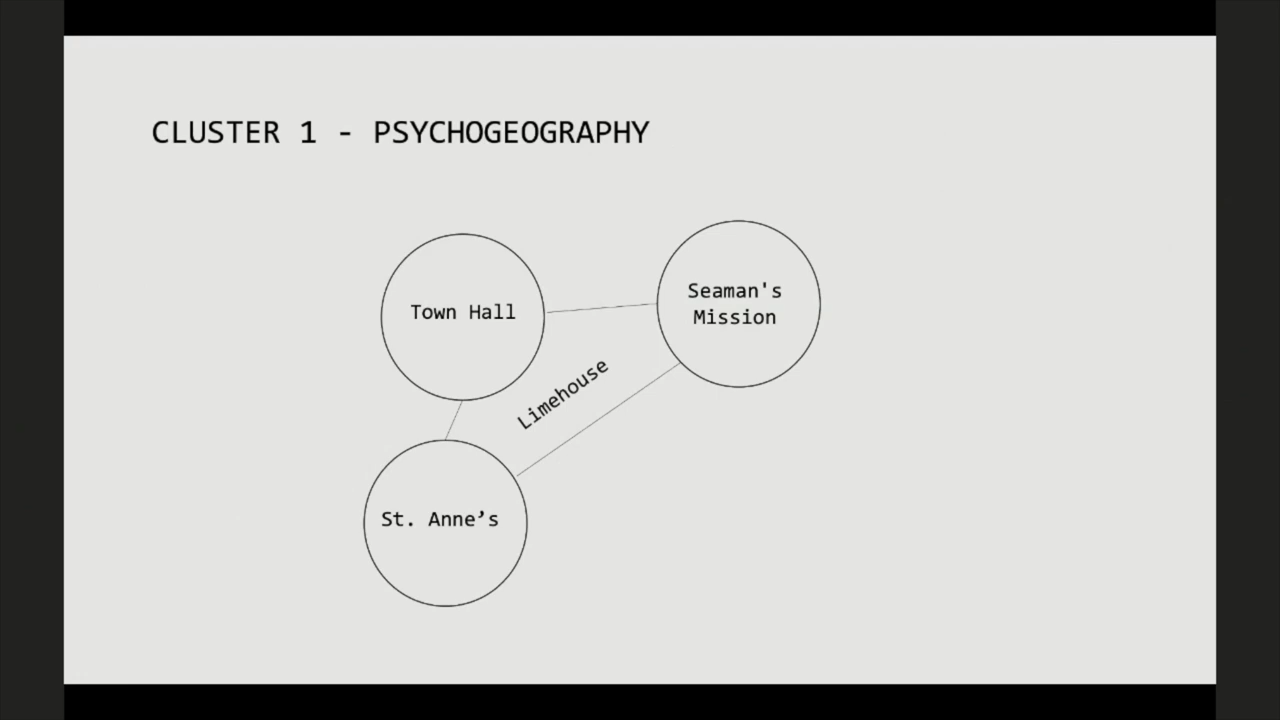 CLUSTER 1 - PSYCHOGEOGRAPHY
Town Hall
Seaman's
Mission
Limehouse
St. Anne’s